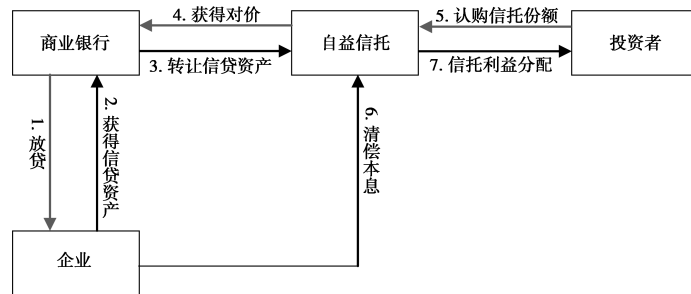 4. 获得对价
5. 认购信托份额
商业银行
自益信托
投资者
3. 转让信贷资产
7. 信托利益分配
1. 放贷
2. 获得信贷资产
6. 清偿本息
企业